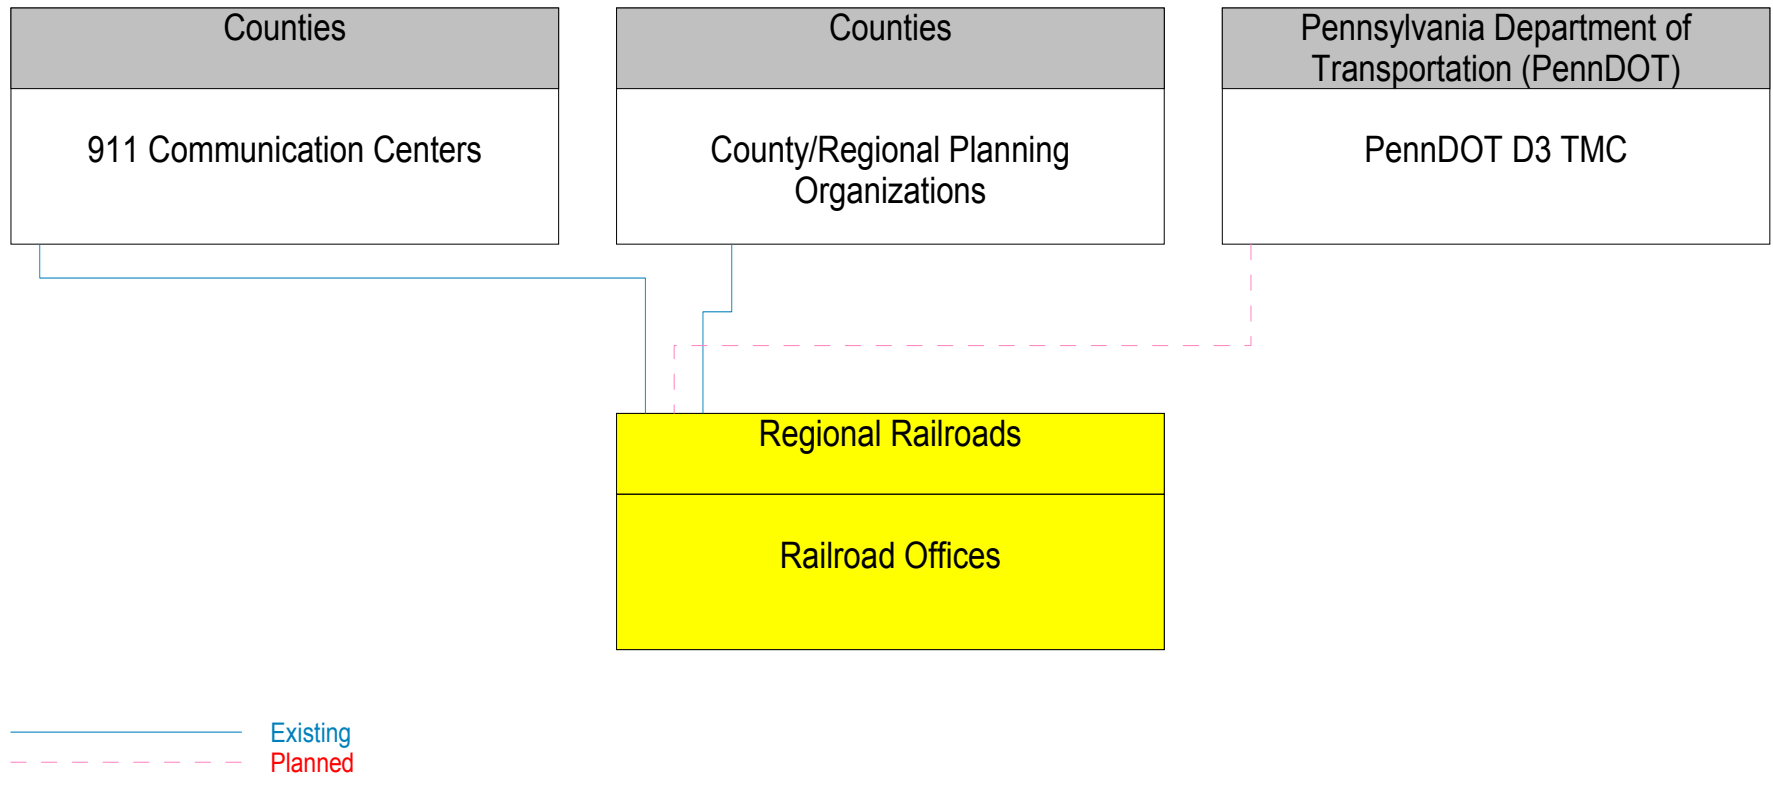 Counties
911 Communication Centers
Counties
County/Regional Planning
Organizations
Pennsylvania Department of
Transportation (PennDOT)
PennDOT D3 TMC
Regional Railroads
Railroad Offices
Existing
Planned